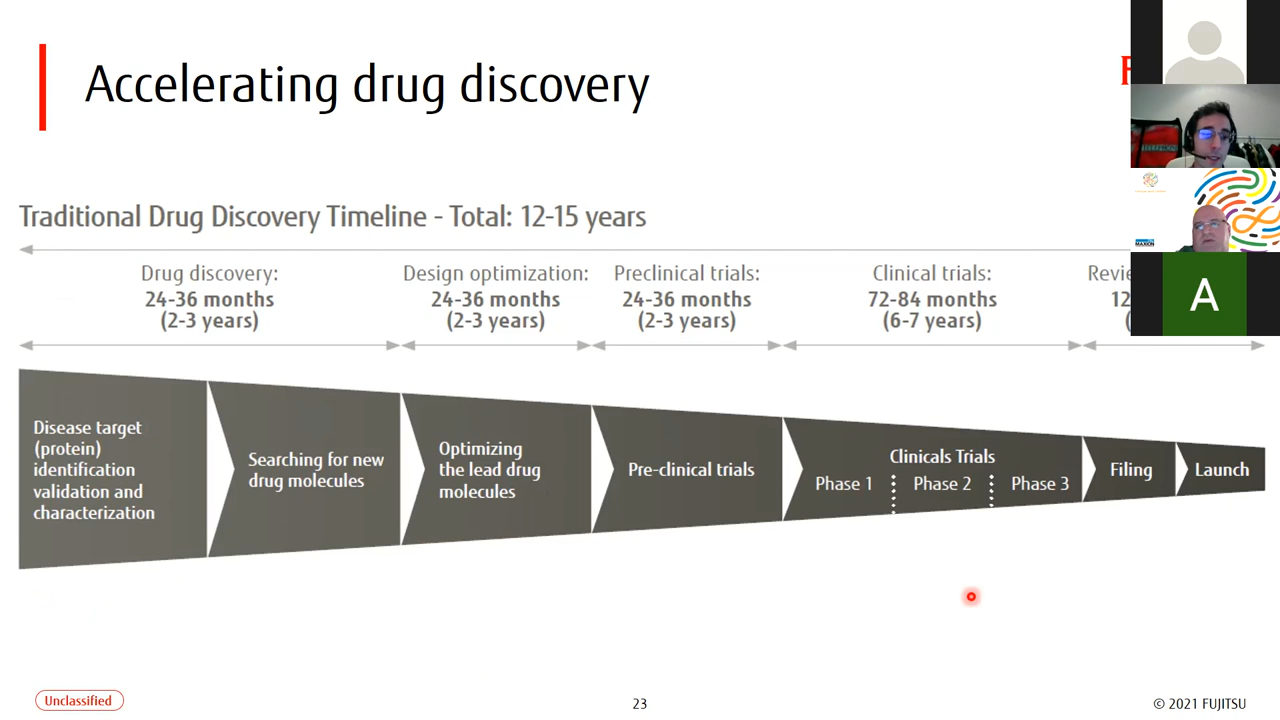 Accelerating drug discovery
F
Traditional Drug Discovery Timeline - Total: 12-15 years
Drug discovery:
24-36 months
(2-3 years)
Design optimization:
24-36 months
(2-3 years)
Preclinical trials:
24-36 months
(2-3 years)
Clinical trials:
72-84 months
(6-7 years)
Disease target
(protein)
identification
validation and
characterization
Searching for new
drug molecules
Optimizing
the lead drug
molecules
Pre-clinical trials
Clinicals Trials
Phase 1
Phase 2
Phase 3
Filing
Launch
A
Unclassified
23
© 2021 FUJITSU